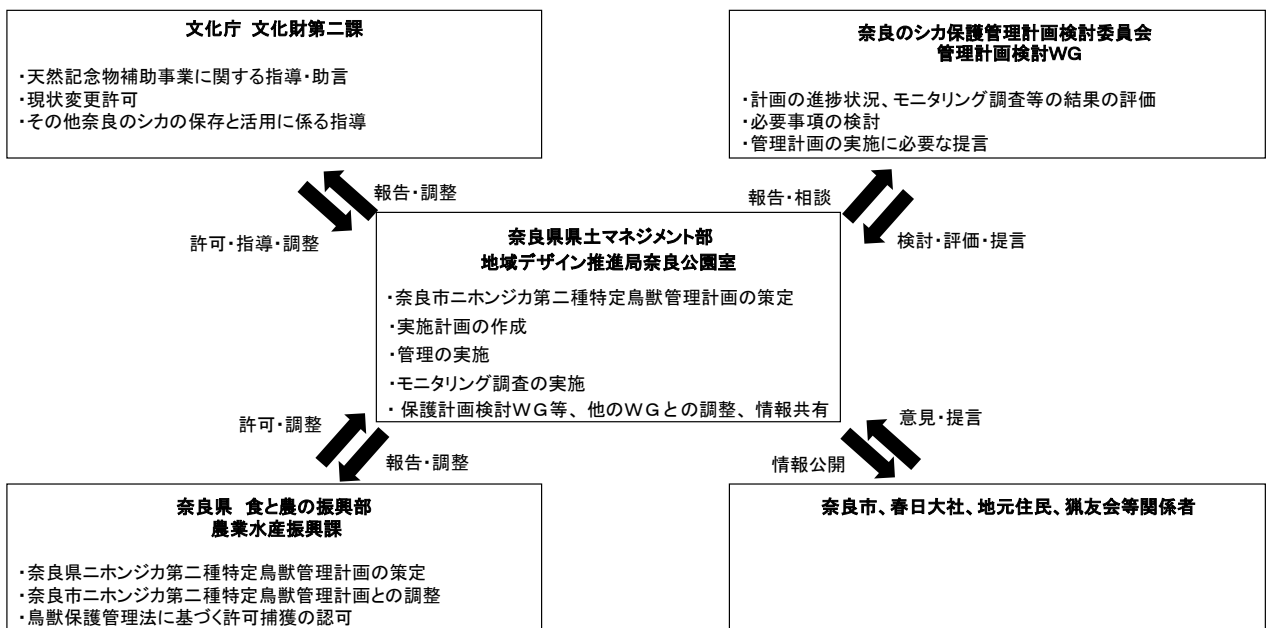 文化庁 文化財第二課
・天然記念物補助事業に関する指導・助言
・現状変更許可
・その他奈良のシカの保存と活用に係る指導
奈良のシカ保護管理計画検討委員会
管理計画検討WG
・計画の進捗状況、モニタリング調査等の結果の評価
・必要事項の検討
・管理計画の実施に必要な提言
報告・調整
許可・指導・調整
報告・相談
検討・評価・提言
奈良県県土マネジメント部
地域デザイン推進局奈良公園室
・奈良市ニホンジカ第二種特定鳥獣管理計画の策定
・実施計画の作成
・管理の実施
・モニタリング調査の実施
・保護計画検討WG等、他のWGとの調整、情報共有
許可・調整
報告・調整
意見・提言
情報公開
奈良県 食と農の振興部
農業水産振興課
・奈良県ニホンジカ第二種特定鳥獣管理計画の策定
・奈良市ニホンジカ第二種特定鳥獣管理計画との調整
・鳥獣保護管理法に基づく許可捕獲の認可
奈良市、春日大社、地元住民、猟友会等関係者